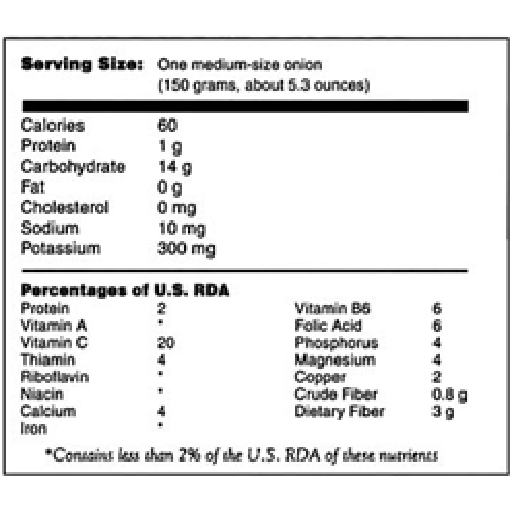 Serving Size: One medium-size onion
(150 grams, about 5.3 ounces)
Calories 60
Protein 1 g
Carbohydrate 14 g
Fat 0 g
Cholesterol 0 mg
Sodium 10 mg
Potassium 300 mg
Percentages of U.S. RDA
Protein 2
Vitamin A *
Vitamin C 20
Thiamin 4
Riboflavin *
Niacin *
Calcium 4
Iron *
Vitamin B6 6
Folic Acid 6
Phosphorus 4
Magnesium 4
Copper 2
Crude Fiber 0.8 g
Dietary Fiber 3 g
*Contains less than 2% of the U.S. RDA of these nutrients